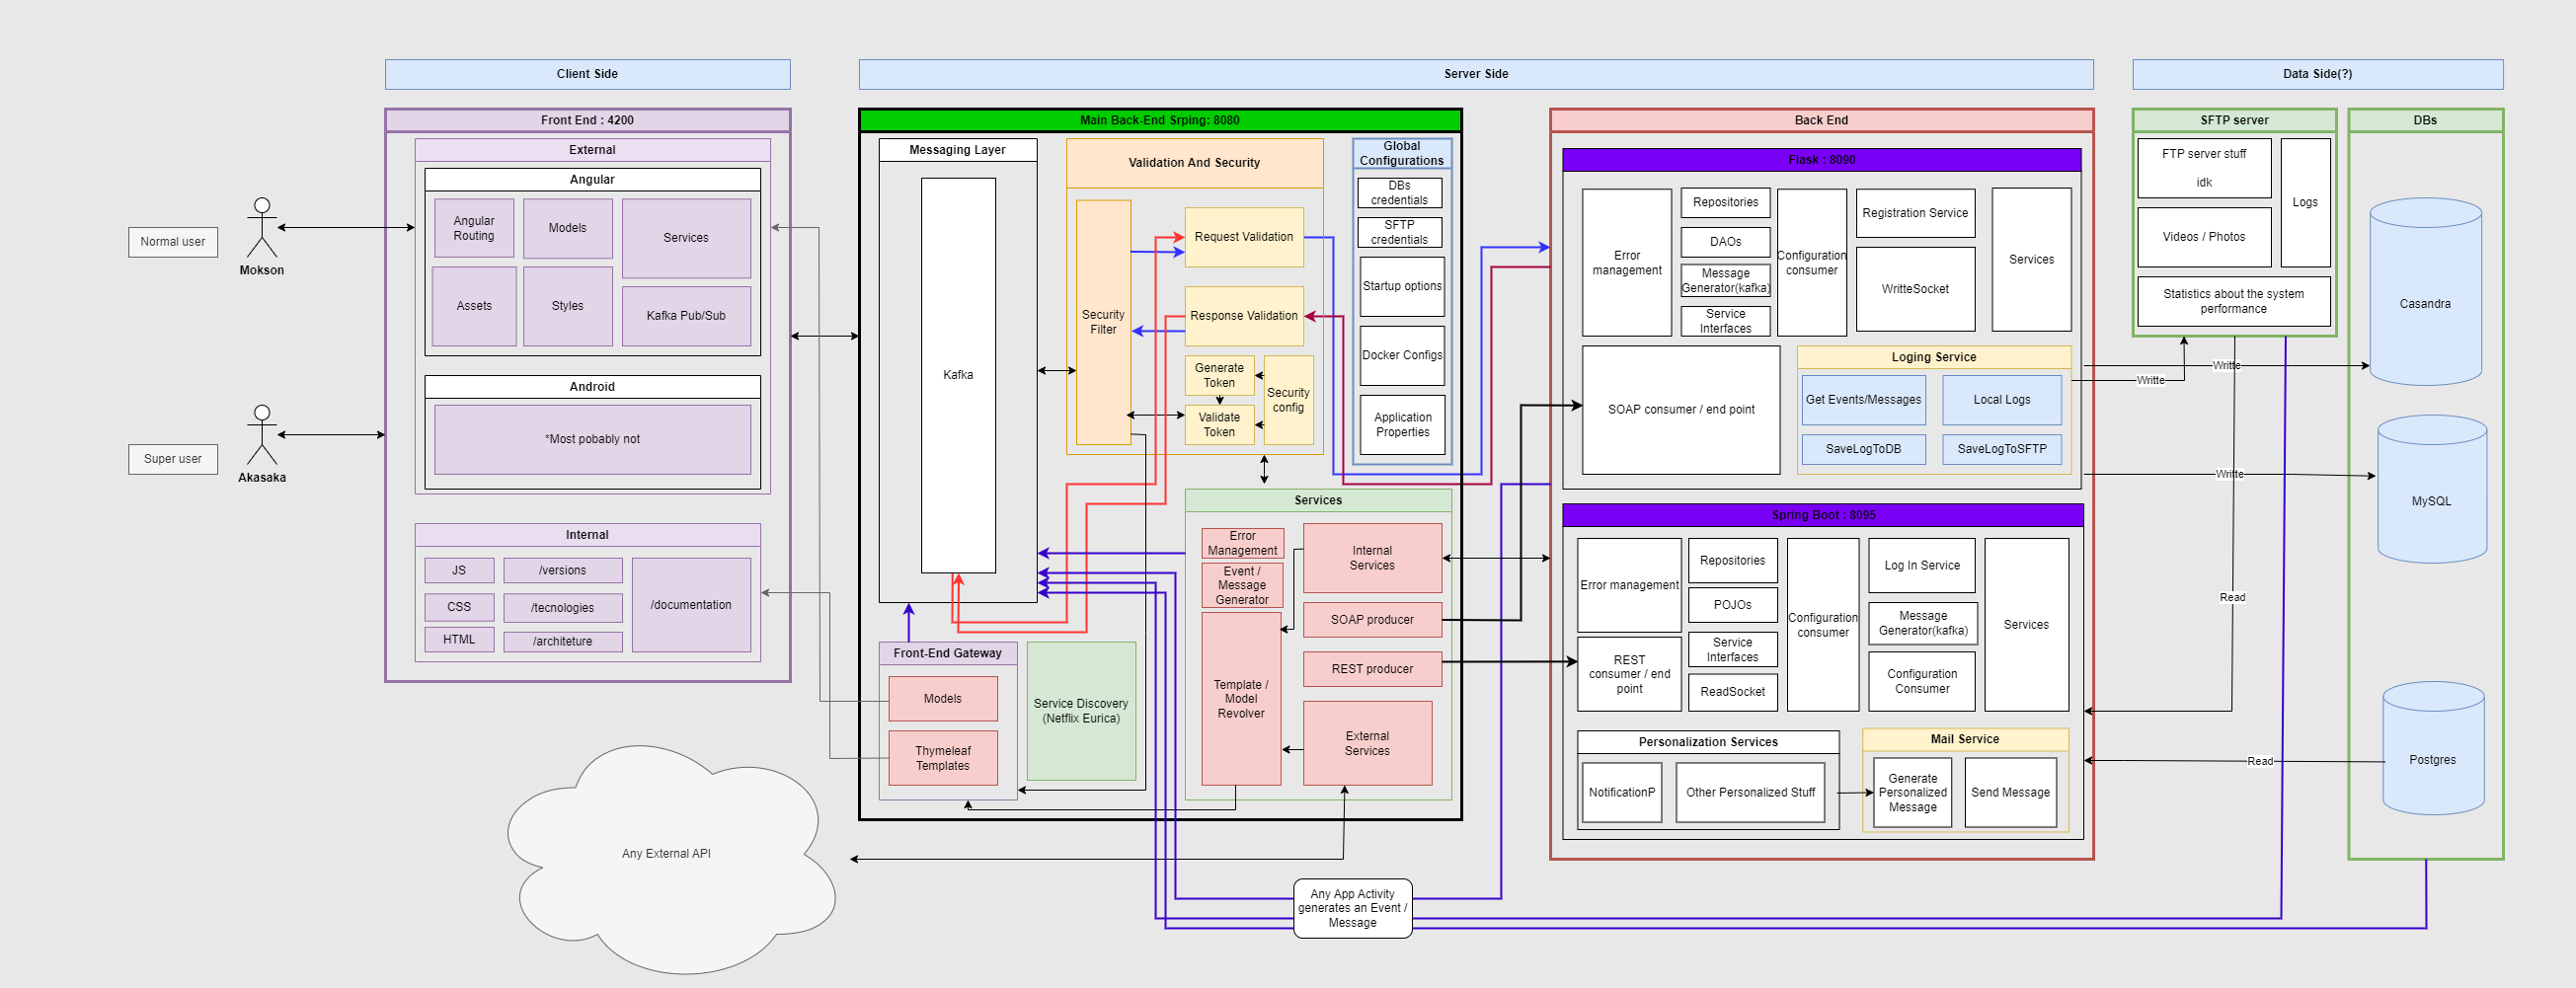 Client Side
Server Side
Data Side(?)
Front End : 4200
External
Angular
Angular
Routing
Models
Services
Assets
Styles
Kafka Pub/Sub
Android
*Most pobably not
Internal
JS
/versions
CSS
/tecnologies
HTML
/architeture
/documentation
Normal user
Mokson
Super user
Akasaka
Any External API
Main Back-End Srping: 8080
Messaging Layer
Kafka
Validation And Security
Security
Filter
Request Validation
Response Validation
Generate
Token
Validate
Token
Security
config
Global
Configurations
DBs
credentials
SFTP
credentials
Startup options
Docker Configs
Application
Properties
Front-End Gateway
Models
Thymeleaf
Templates
Service Discovery
(Netflix Eurica)
Services
Error
Management
Event /
Message
Generator
Template /
Model
Revolver
Internal
Services
SOAP producer
REST producer
External
Services
Any App Activity
generates an Event /
Message
Back End
Flask : 8090
Error
management
Repositories
DAOs
Message
Generator(kafka)
Service
Interfaces
Configuration
consumer
Registration Service
WritteSocket
Services
SOAP consumer / end point
Loging Service
Get Events/Messages
Local Logs
SaveLogToDB
SaveLogToSFTP
Spring Boot : 8095
Error management
REST
consumer / end
point
Repositories
POJOs
Service
Interfaces
ReadSocket
Configuration
consumer
Log In Service
Message
Generator(kafka)
Configuration
Consumer
Services
Personalization Services
NotificationP
Other Personalized Stuff
Mail Service
Generate
Personalized
Message
Send Message
SFTP server
FTP server stuff
idk
Videos / Photos
Logs
Statistics about the system
performance
Writte
Writte
Writte
Read
Read
DBs
Casandra
MySQL
Postgres